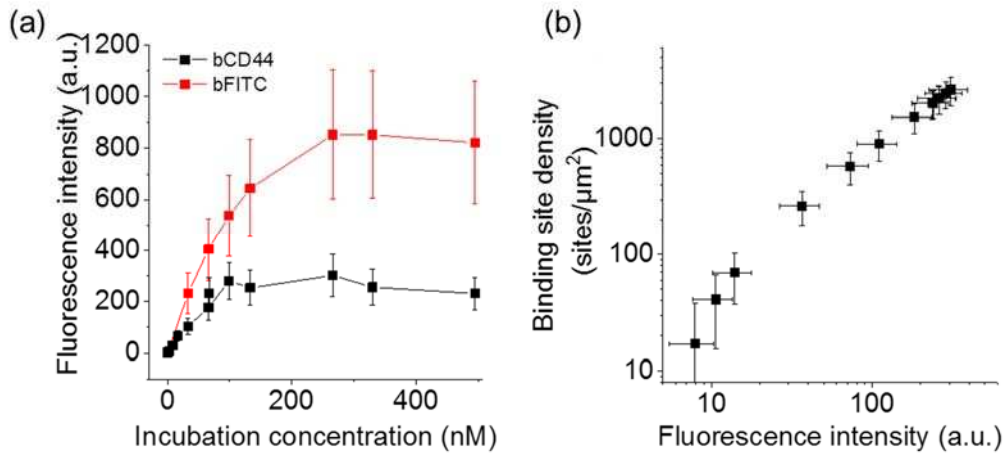 (a)
Fluorescence intensity (a.u.)
1200
1000
800
600
400
200
0
bCD44
bFITC
0
200
400
Incubation concentration (nM)
(b)
Binding site density
(sites/µm²)
1000
100
10
10
100
Fluorescence intensity (a.u.)